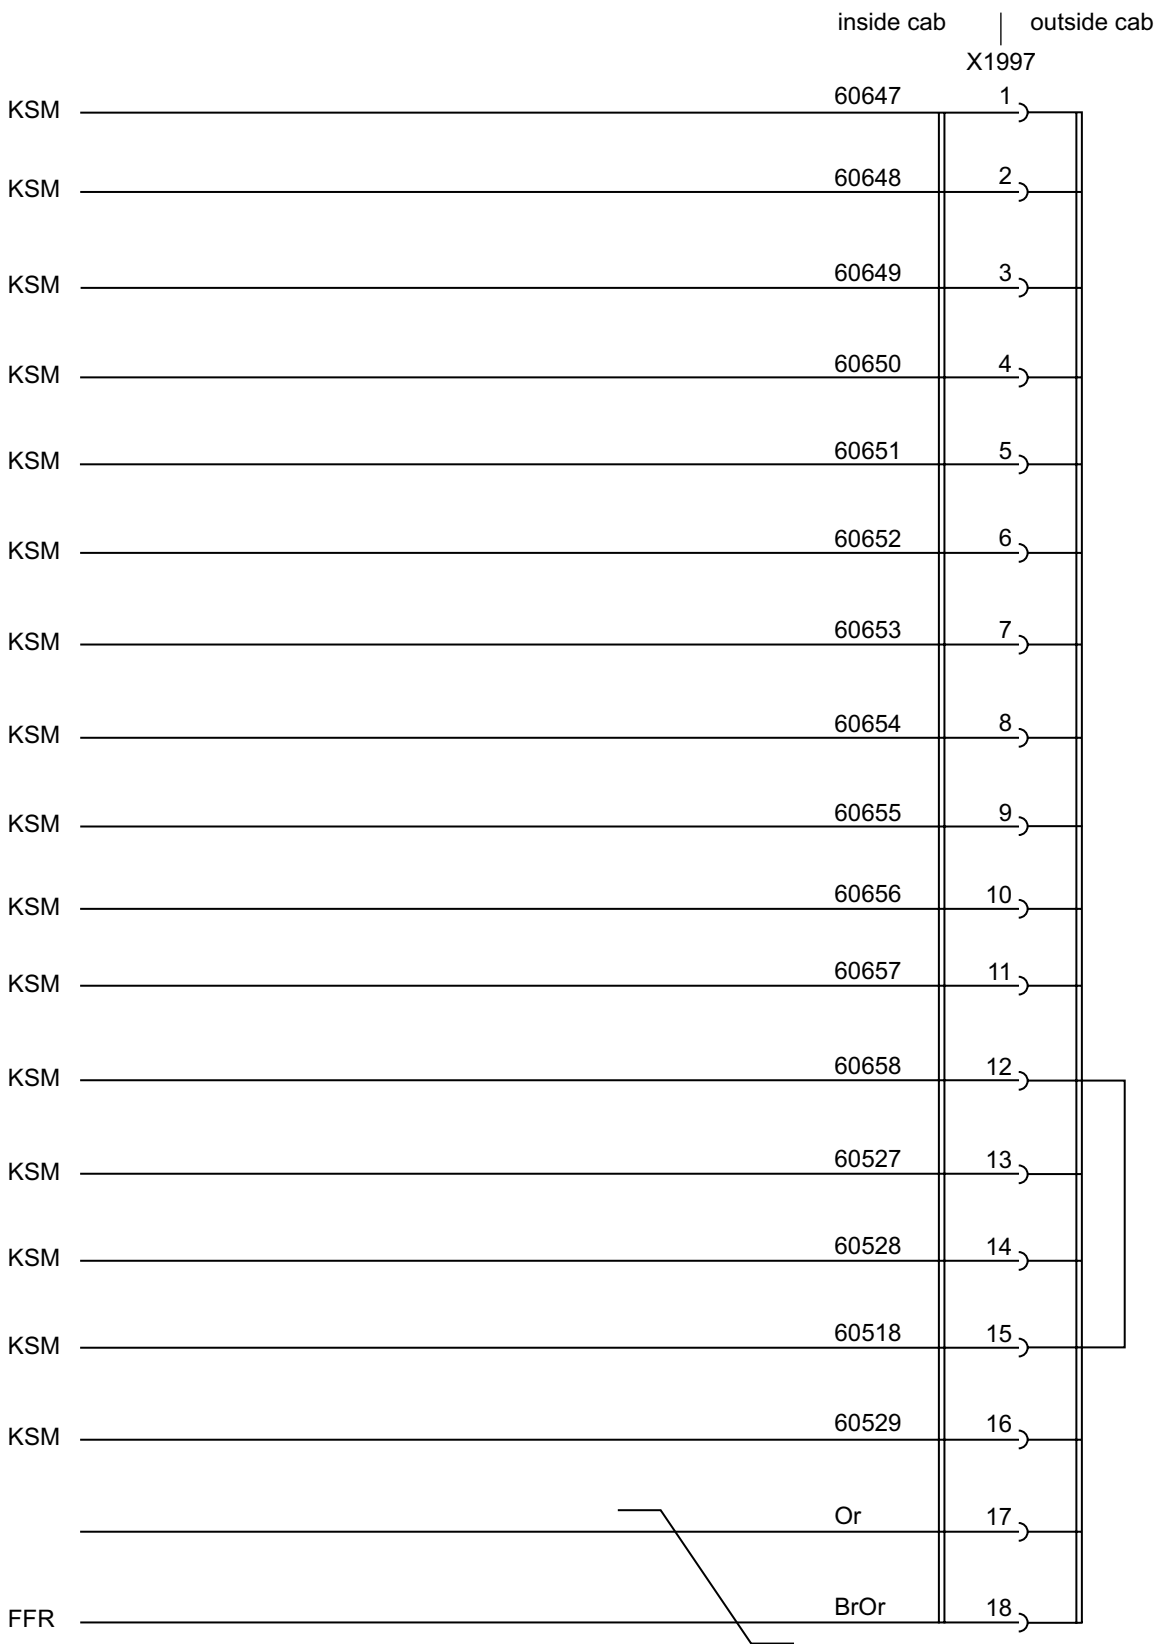 inside cab | outside cab
X1997
KSM 60647 1
KSM 60648 2
KSM 60649 3
KSM 60650 4
KSM 60651 5
KSM 60652 6
KSM 60653 7
KSM 60654 8
KSM 60655 9
KSM 60656 10
KSM 60657 11
KSM 60658 12
KSM 60527 13
KSM 60528 14
KSM 60518 15
KSM 60529 16
Or 17
FFR BrOr 18